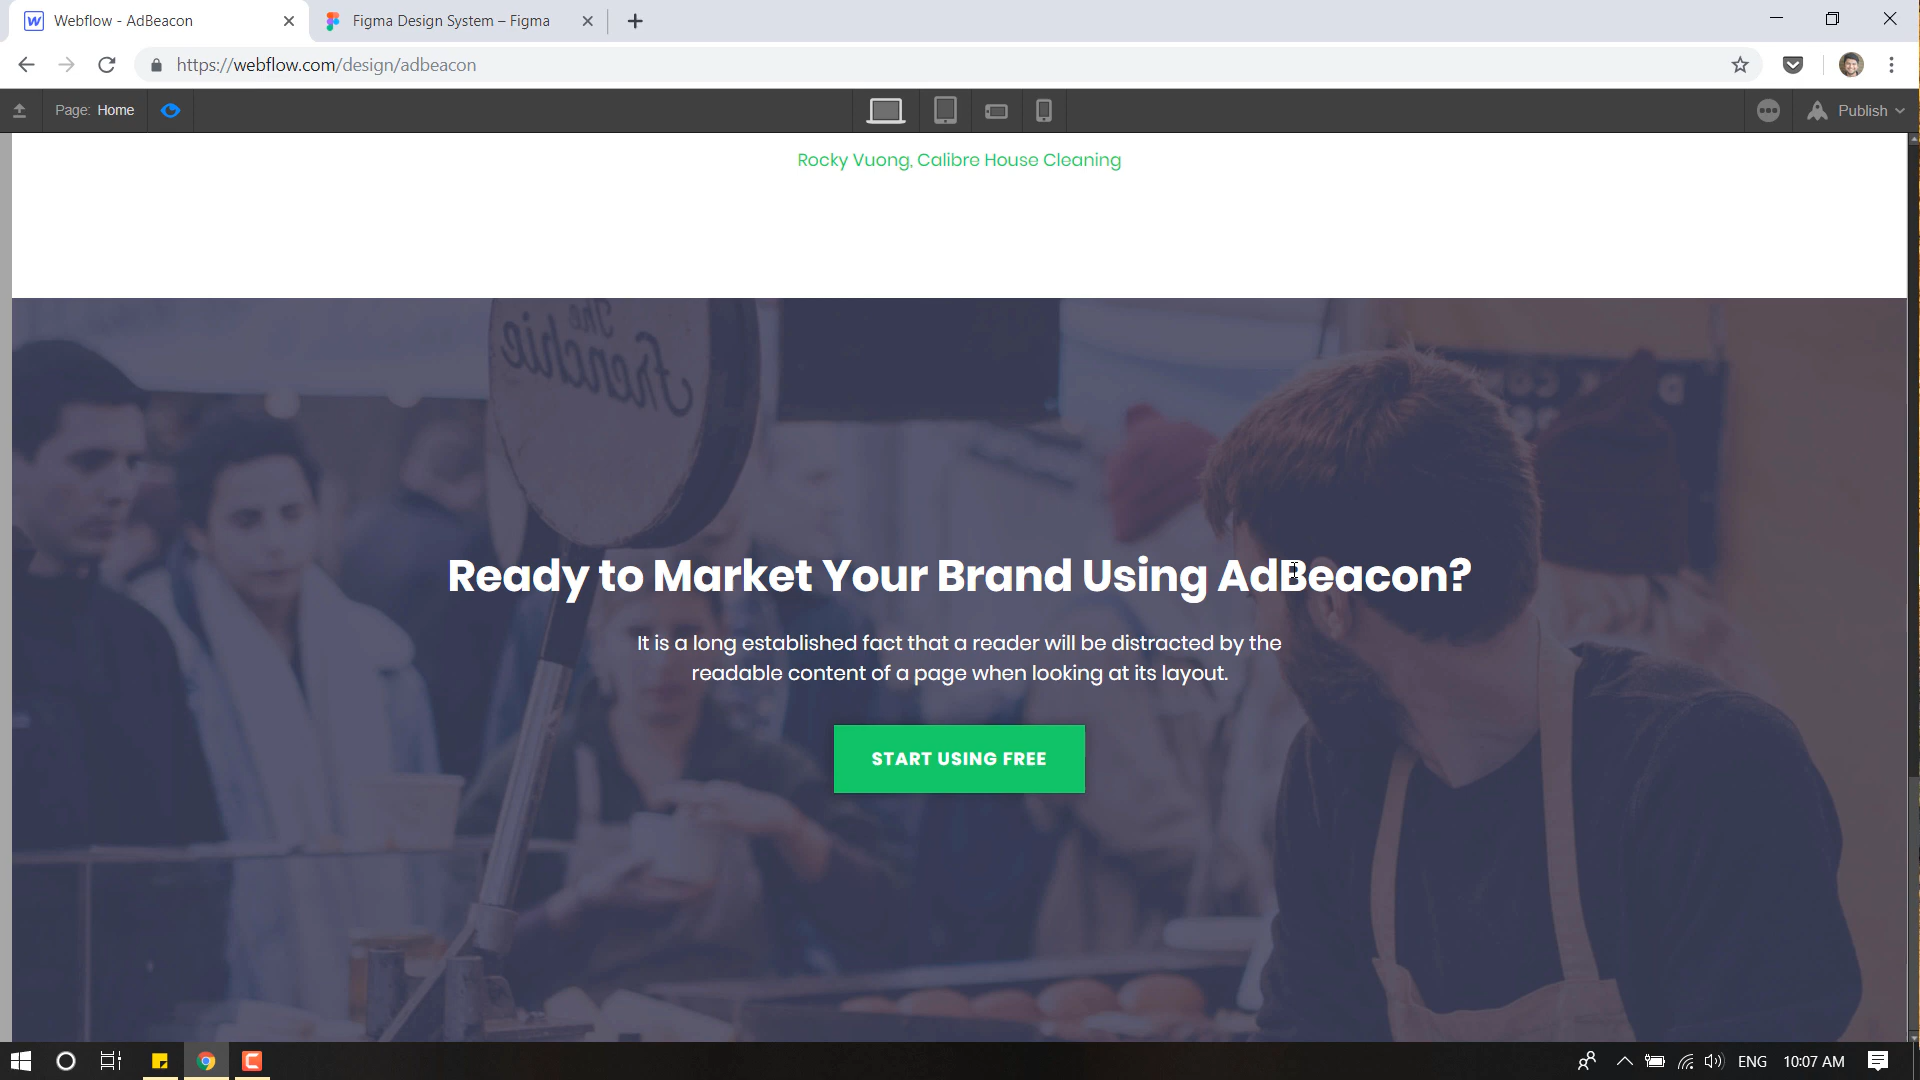 Webflow - AdBeacon
Figma Design System – Figma
https://webflow.com/design/adbeacon
Page: Home
Publish
Rocky Vuong, Calibre House Cleaning
The
Frenchie
Ready to Market Your Brand Using AdBeacon?
It is a long established fact that a reader will be distracted by the
readable content of a page when looking at its layout.
START USING FREE
ENG
10:07 AM